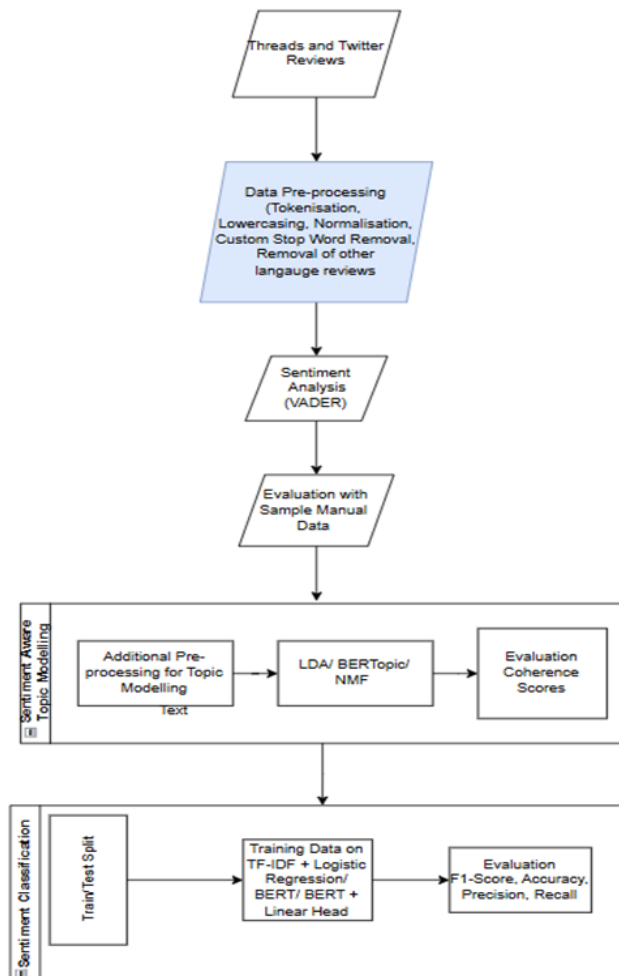 Threads and Twitter
Reviews
Data Pre-processing
(Tokenisation,
Lowercasing, Normalisation,
Custom Stop Word Removal,
Removal of other
langauge reviews
Sentiment
Analysis
(VADER)
Evaluation with
Sample Manual
Data
Sentiment Aware
Topic Modelling
Additional Pre-
processing for Topic
Modelling
Text
LDA/ BERTopic/
NMF
Evaluation
Coherence
Scores
Sentiment Classification
Train/Test Split
Training Data on
TF-IDF + Logistic
Regression/
BERT/ BERT +
Linear Head
Evaluation
F1-Score, Accuracy,
Precision, Recall